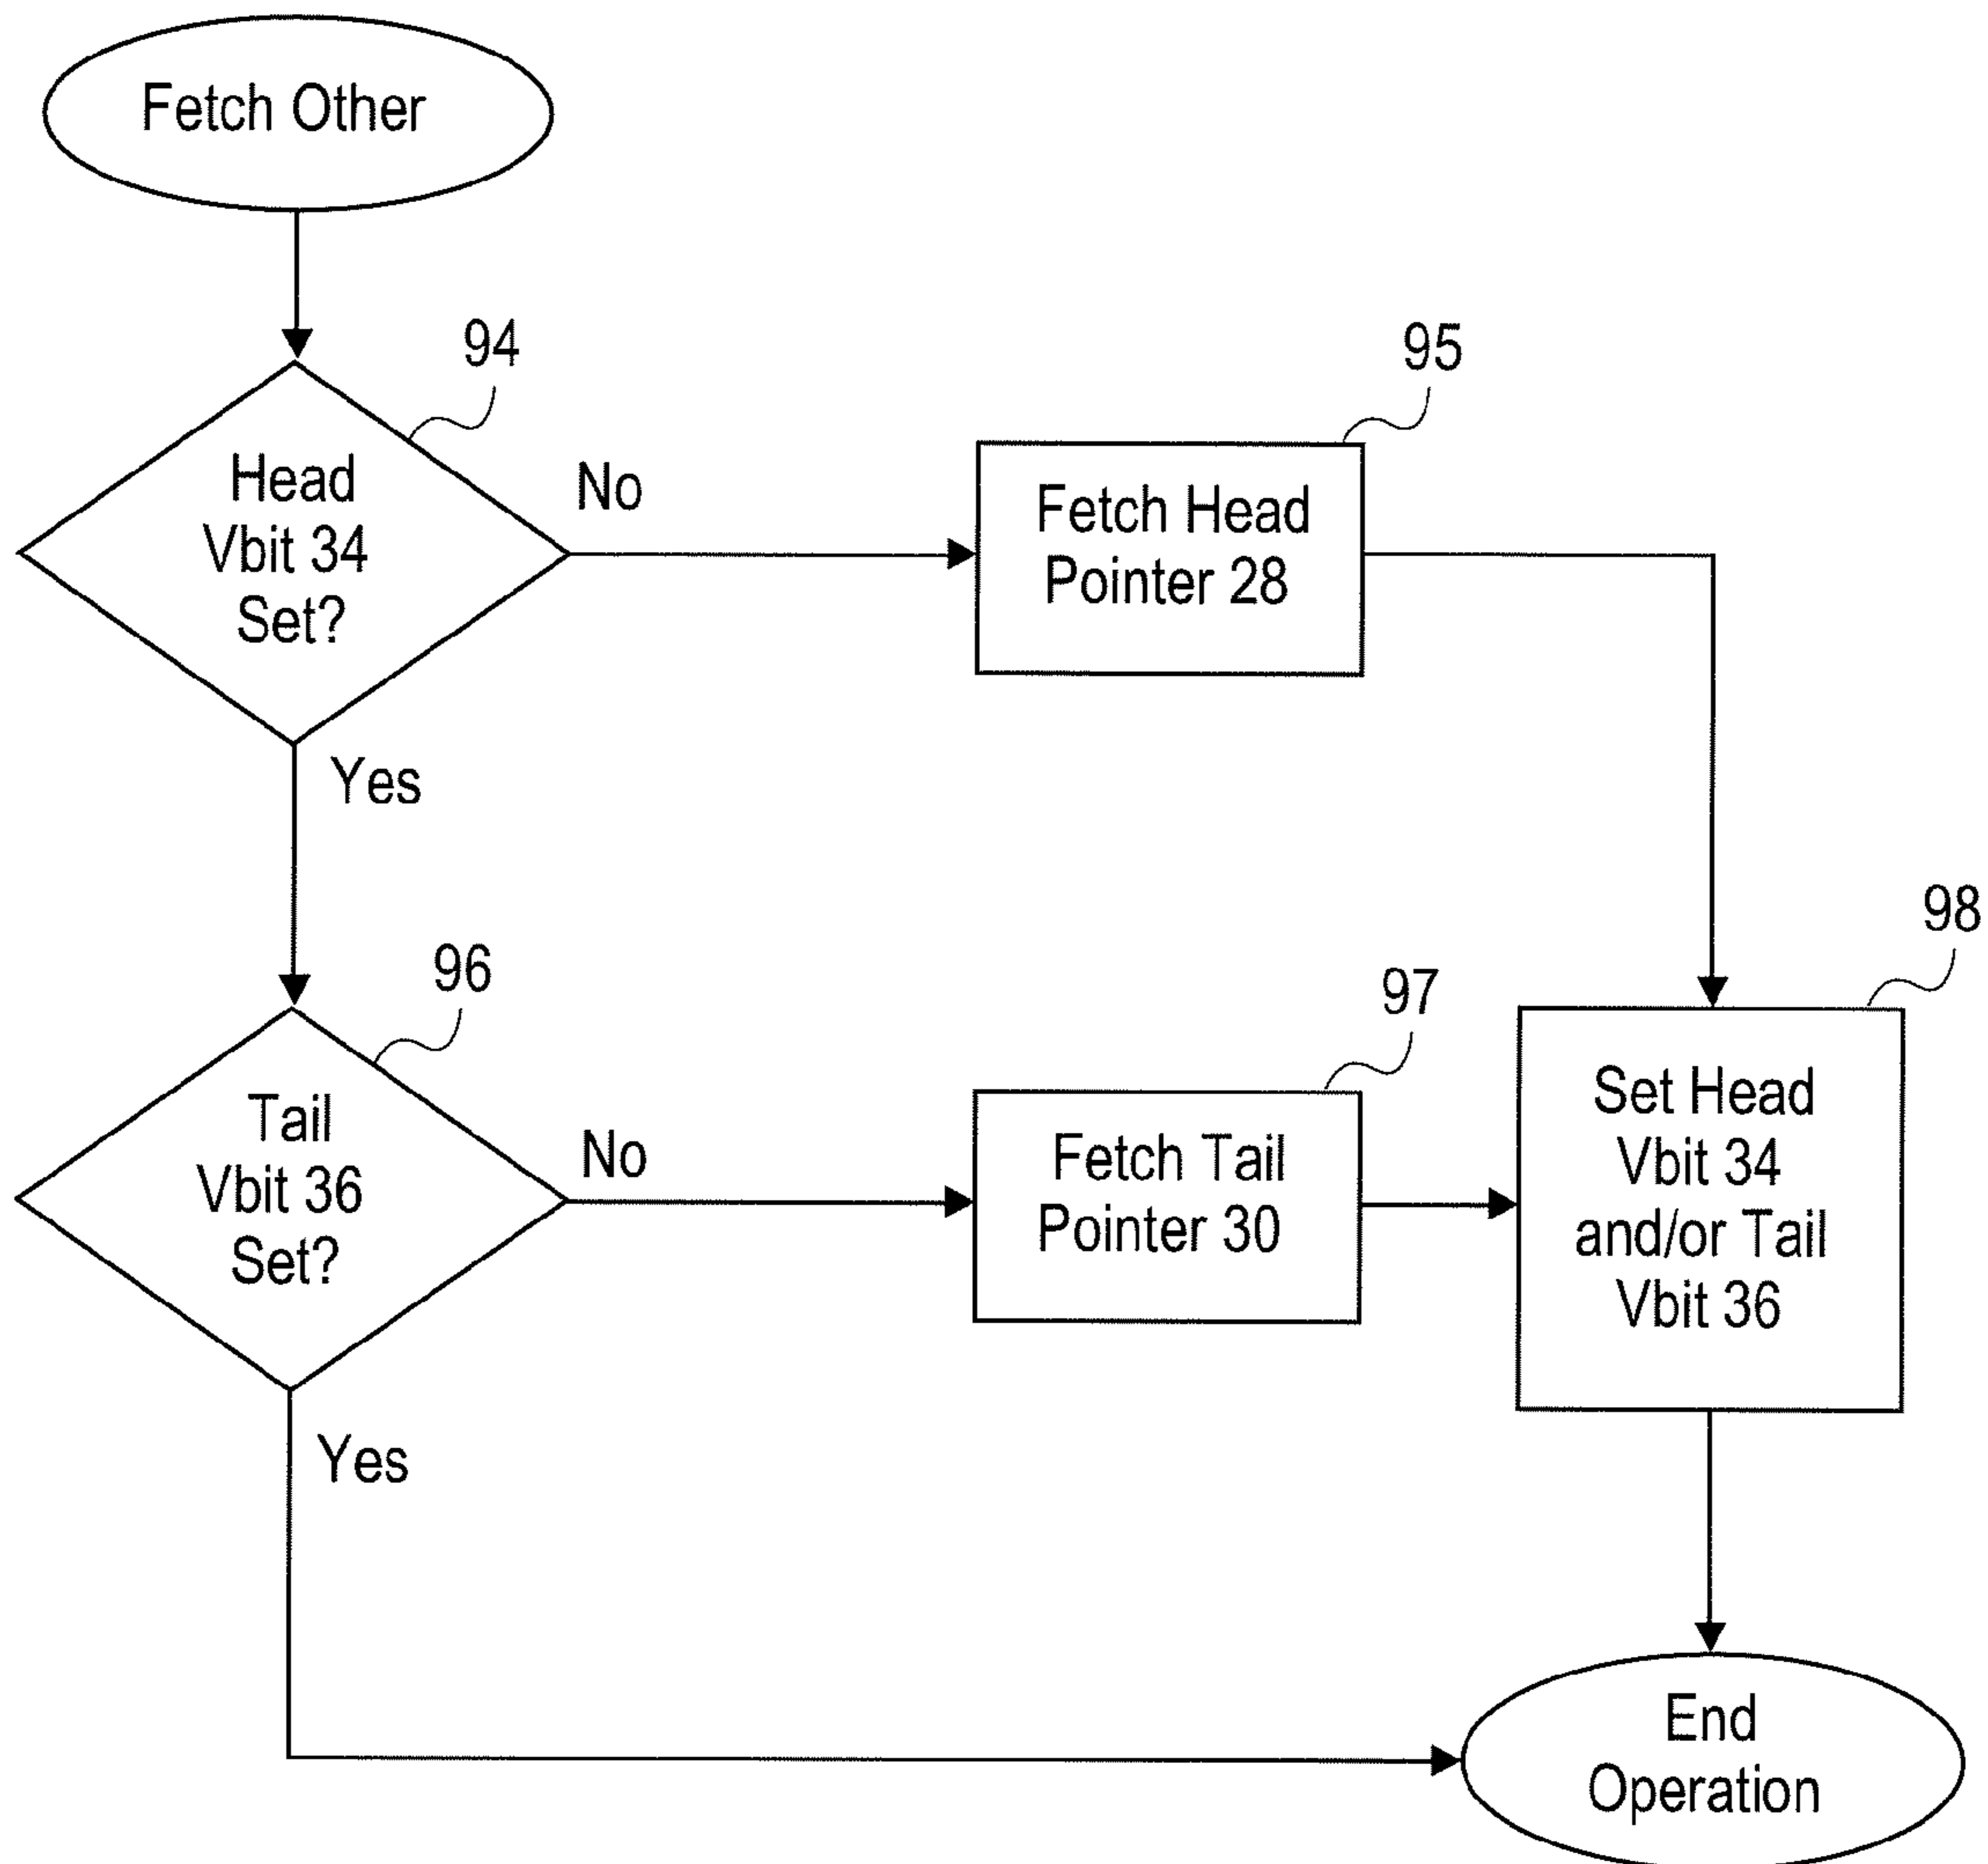 Fetch Other
94
Head
Vbit 34
Set?
No
95
Fetch Head
Pointer 28
Yes
96
Tail
Vbit 36
Set?
No
97
Fetch Tail
Pointer 30
98
Set Head
Vbit 34
and/or Tail
Vbit 36
Yes
End
Operation